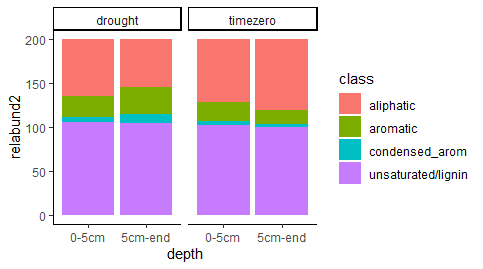 drought timezero
200
150
100
50
0
relabund2
0-5cm 5cm-end 0-5cm 5cm-end
depth
class
aliphatic
aromatic
condensed_arom
unsaturated/lignin